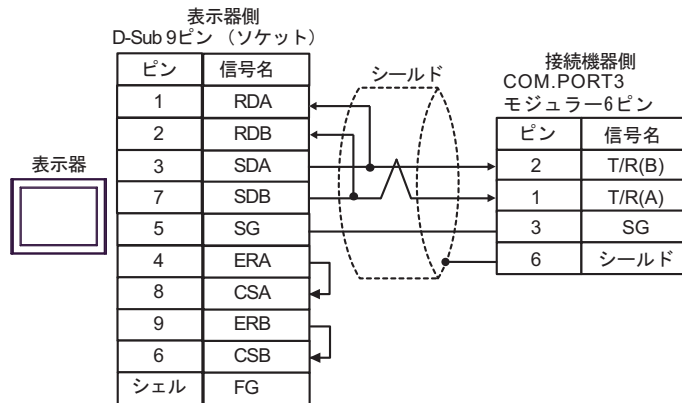 表示器側
D-Sub 9ピン （ソケット）
ピン 信号名
1 RDA
2 RDB
3 SDA
7 SDB
5 SG
4 ERA
8 CSA
9 ERB
6 CSB
シェル FG
表示器
シールド
接続機器側
COM.PORT3
モジュラー6ピン
ピン 信号名
2 T/R(B)
1 T/R(A)
3 SG
6 シールド